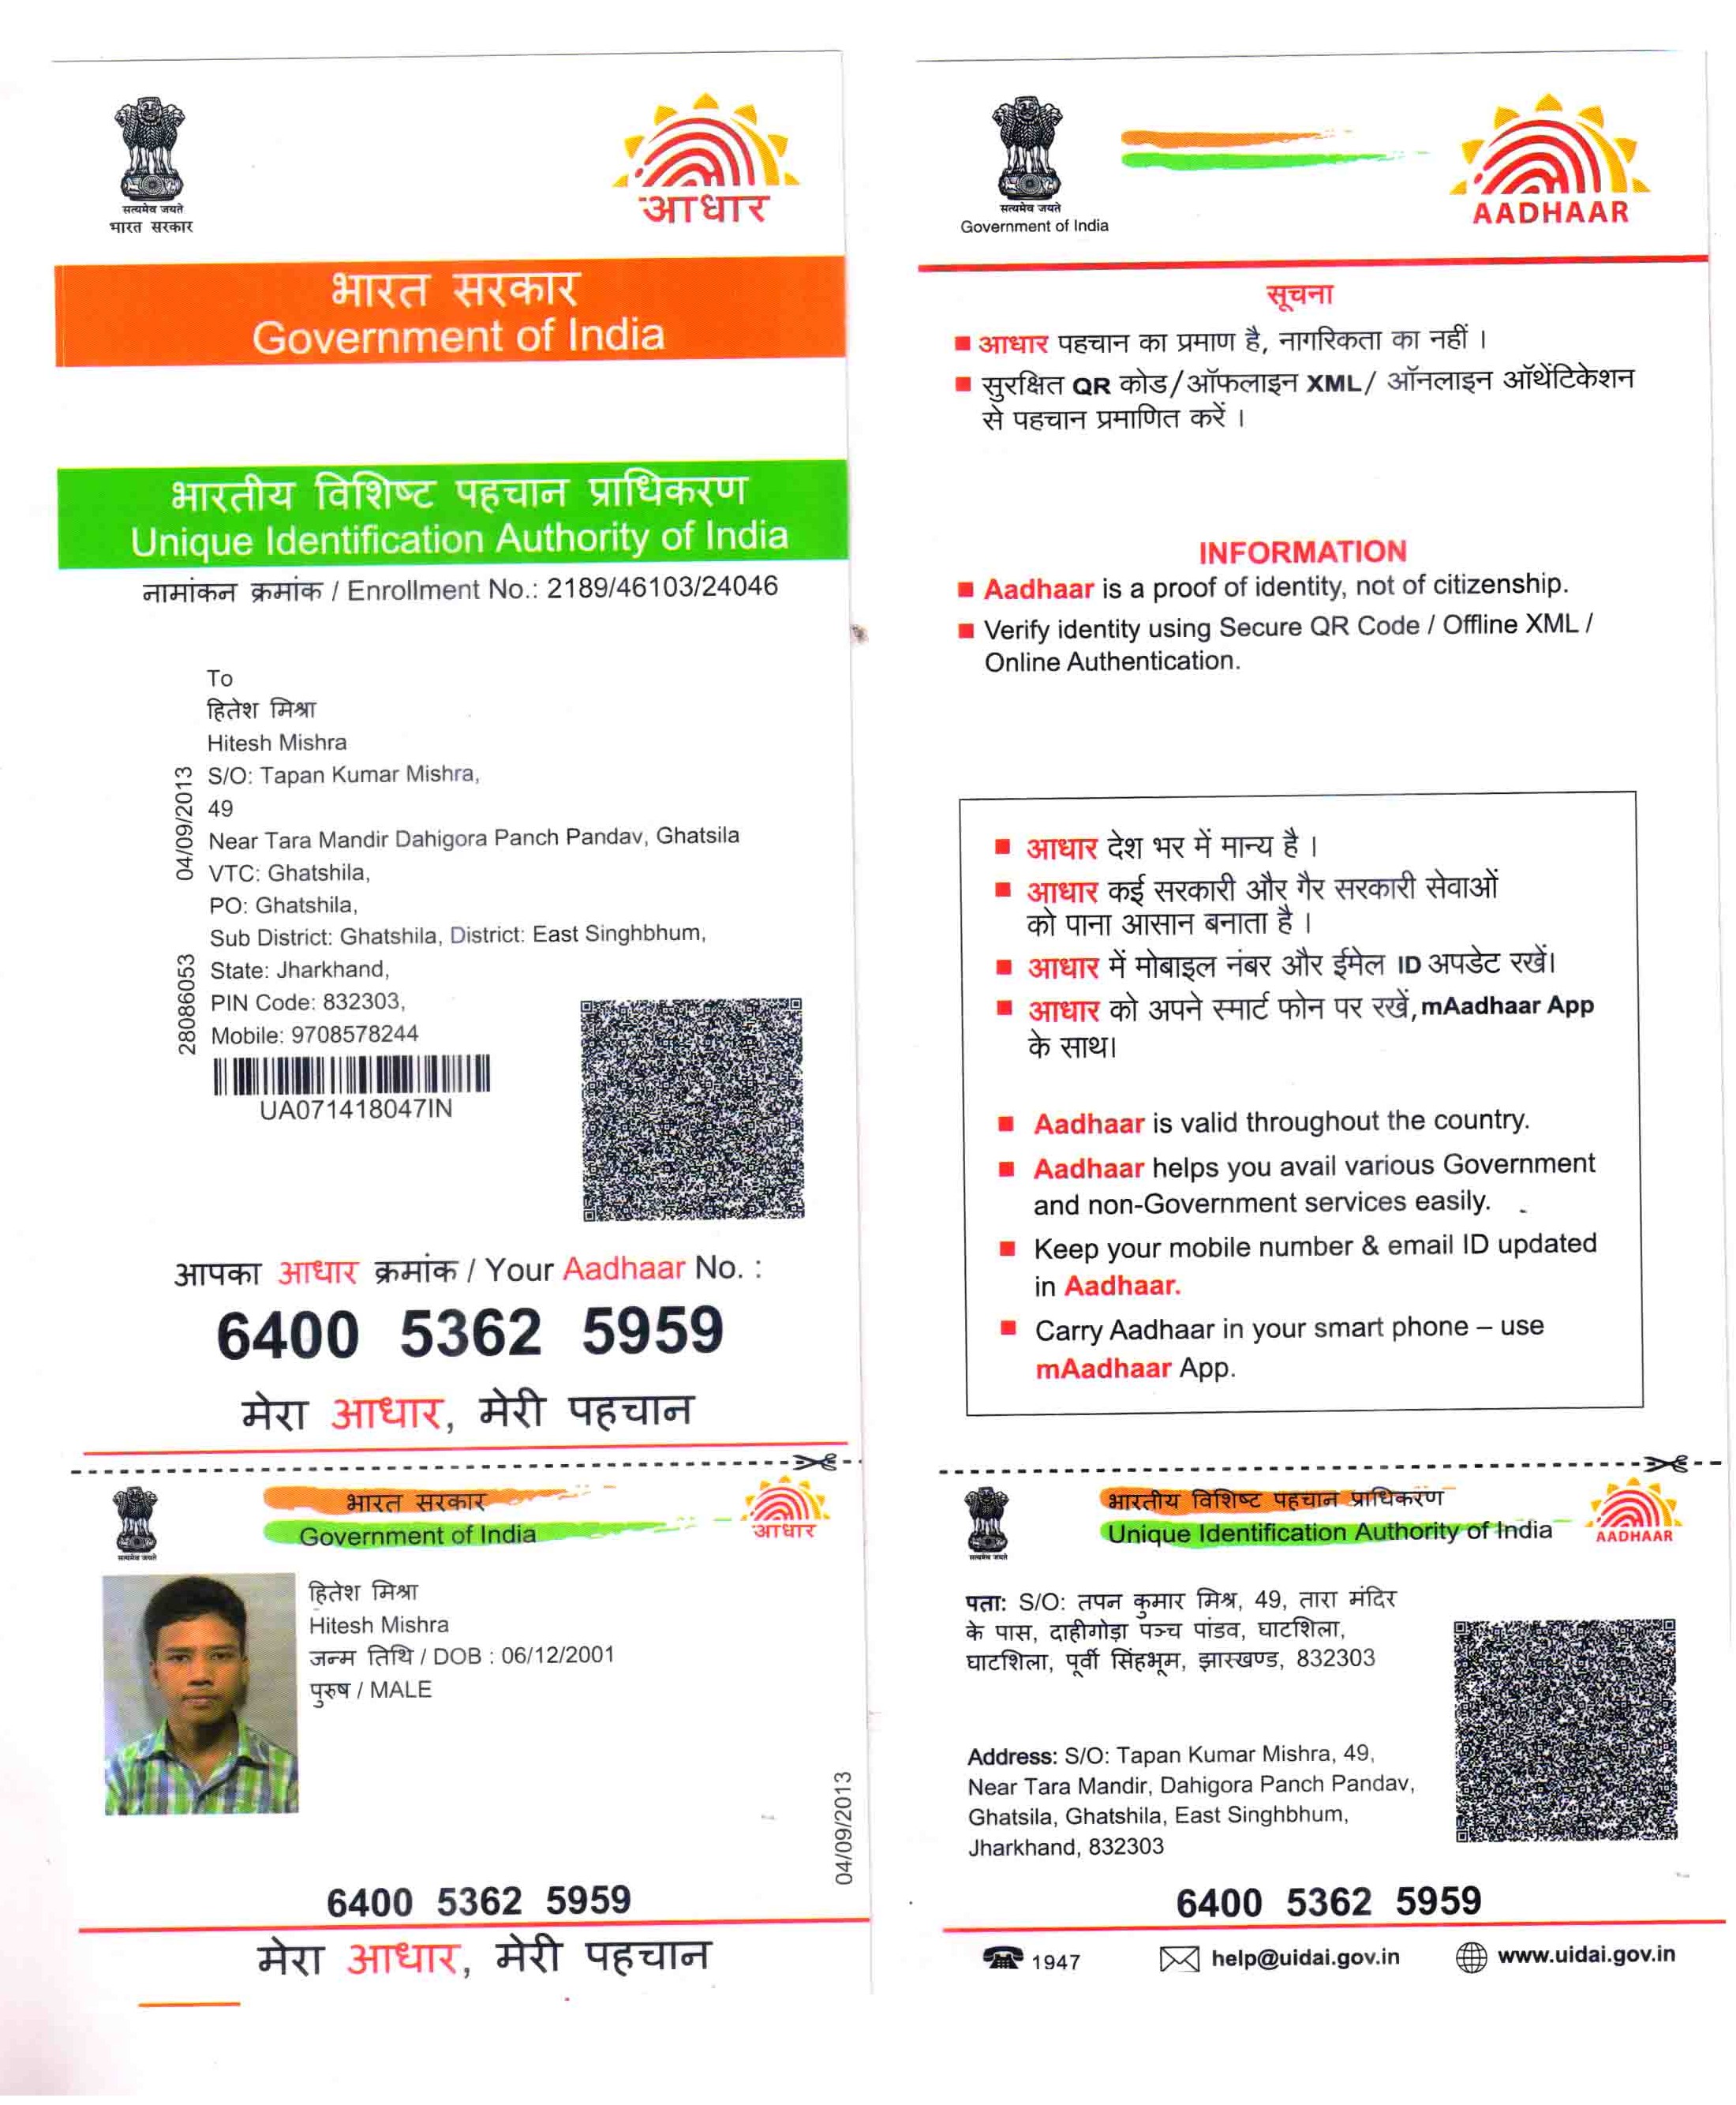 सत्यमेव जयते
भारत सरकार
आधार
भारत सरकार
Government of India
भारतीय विशिष्ट पहचान प्राधिकरण
Unique Identification Authority of India
नामांकन क्रमांक / Enrollment No.: 2189/46103/24046
To
हितेश मिश्रा
Hitesh Mishra
S/O: Tapan Kumar Mishra,
49
Near Tara Mandir Dahigora Panch Pandav, Ghatsila
VTC: Ghatshila,
PO: Ghatshila,
Sub District: Ghatshila, District: East Singhbhum,
State: Jharkhand,
PIN Code: 832303,
Mobile: 9708578244
04/09/2013
28086053
UA071418047IN
आपका आधार क्रमांक / Your Aadhaar No. :
6400 5362 5959
मेरा आधार, मेरी पहचान
सत्यमेव जयते
भारत सरकार
Government of India
आधार
हितेश मिश्रा
Hitesh Mishra
जन्म तिथि / DOB : 06/12/2001
पुरुष / MALE
04/09/2013
6400 5362 5959
मेरा आधार, मेरी पहचान
सत्यमेव जयते
Government of India
AADHAAR
सूचना
आधार पहचान का प्रमाण है, नागरिकता का नहीं ।
सुरक्षित QR कोड/ऑफलाइन XML/ ऑनलाइन ऑथेंटिकेशन
से पहचान प्रमाणित करें ।
INFORMATION
Aadhaar is a proof of identity, not of citizenship.
Verify identity using Secure QR Code / Offline XML /
Online Authentication.
आधार देश भर में मान्य है ।
आधार कई सरकारी और गैर सरकारी सेवाओं
को पाना आसान बनाता है ।
आधार में मोबाइल नंबर और ईमेल ID अपडेट रखें।
आधार को अपने स्मार्ट फोन पर रखें, mAadhaar App
के साथ।
Aadhaar is valid throughout the country.
Aadhaar helps you avail various Government
and non-Government services easily.
Keep your mobile number & email ID updated
in Aadhaar.
Carry Aadhaar in your smart phone – use
mAadhaar App.
सत्यमेव जयते
भारतीय विशिष्ट पहचान प्राधिकरण
Unique Identification Authority of India
AADHAAR
पता: S/O: तपन कुमार मिश्र, 49, तारा मंदिर
के पास, दाहीगोड़ा पञ्च पांडव, घाटशिला,
घाटशिला, पूर्वी सिंहभूम, झारखण्ड, 832303
Address: S/O: Tapan Kumar Mishra, 49,
Near Tara Mandir, Dahigora Panch Pandav,
Ghatsila, Ghatshila, East Singhbhum,
Jharkhand, 832303
6400 5362 5959
1947
help@uidai.gov.in
www.uidai.gov.in